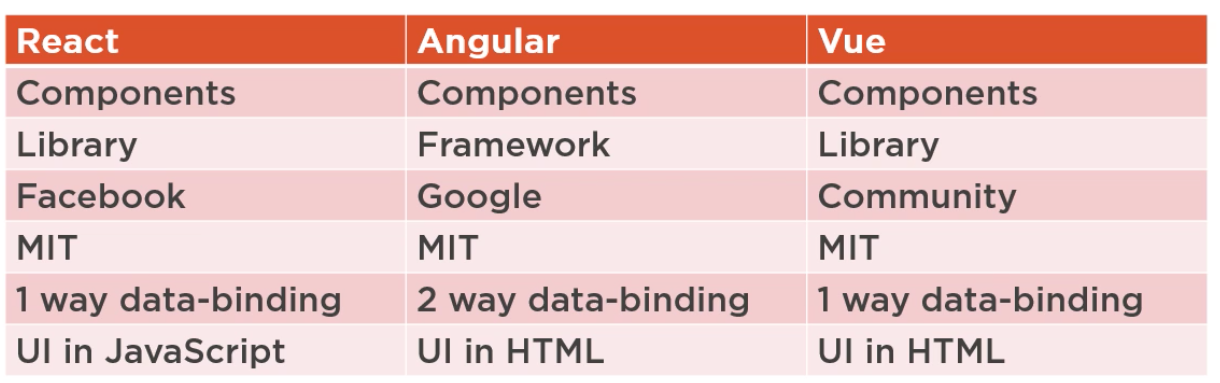 React Angular Vue
Components Components Components
Library Framework Library
Facebook Google Community
MIT MIT MIT
1 way data-binding 2 way data-binding 1 way data-binding
UI in JavaScript UI in HTML UI in HTML